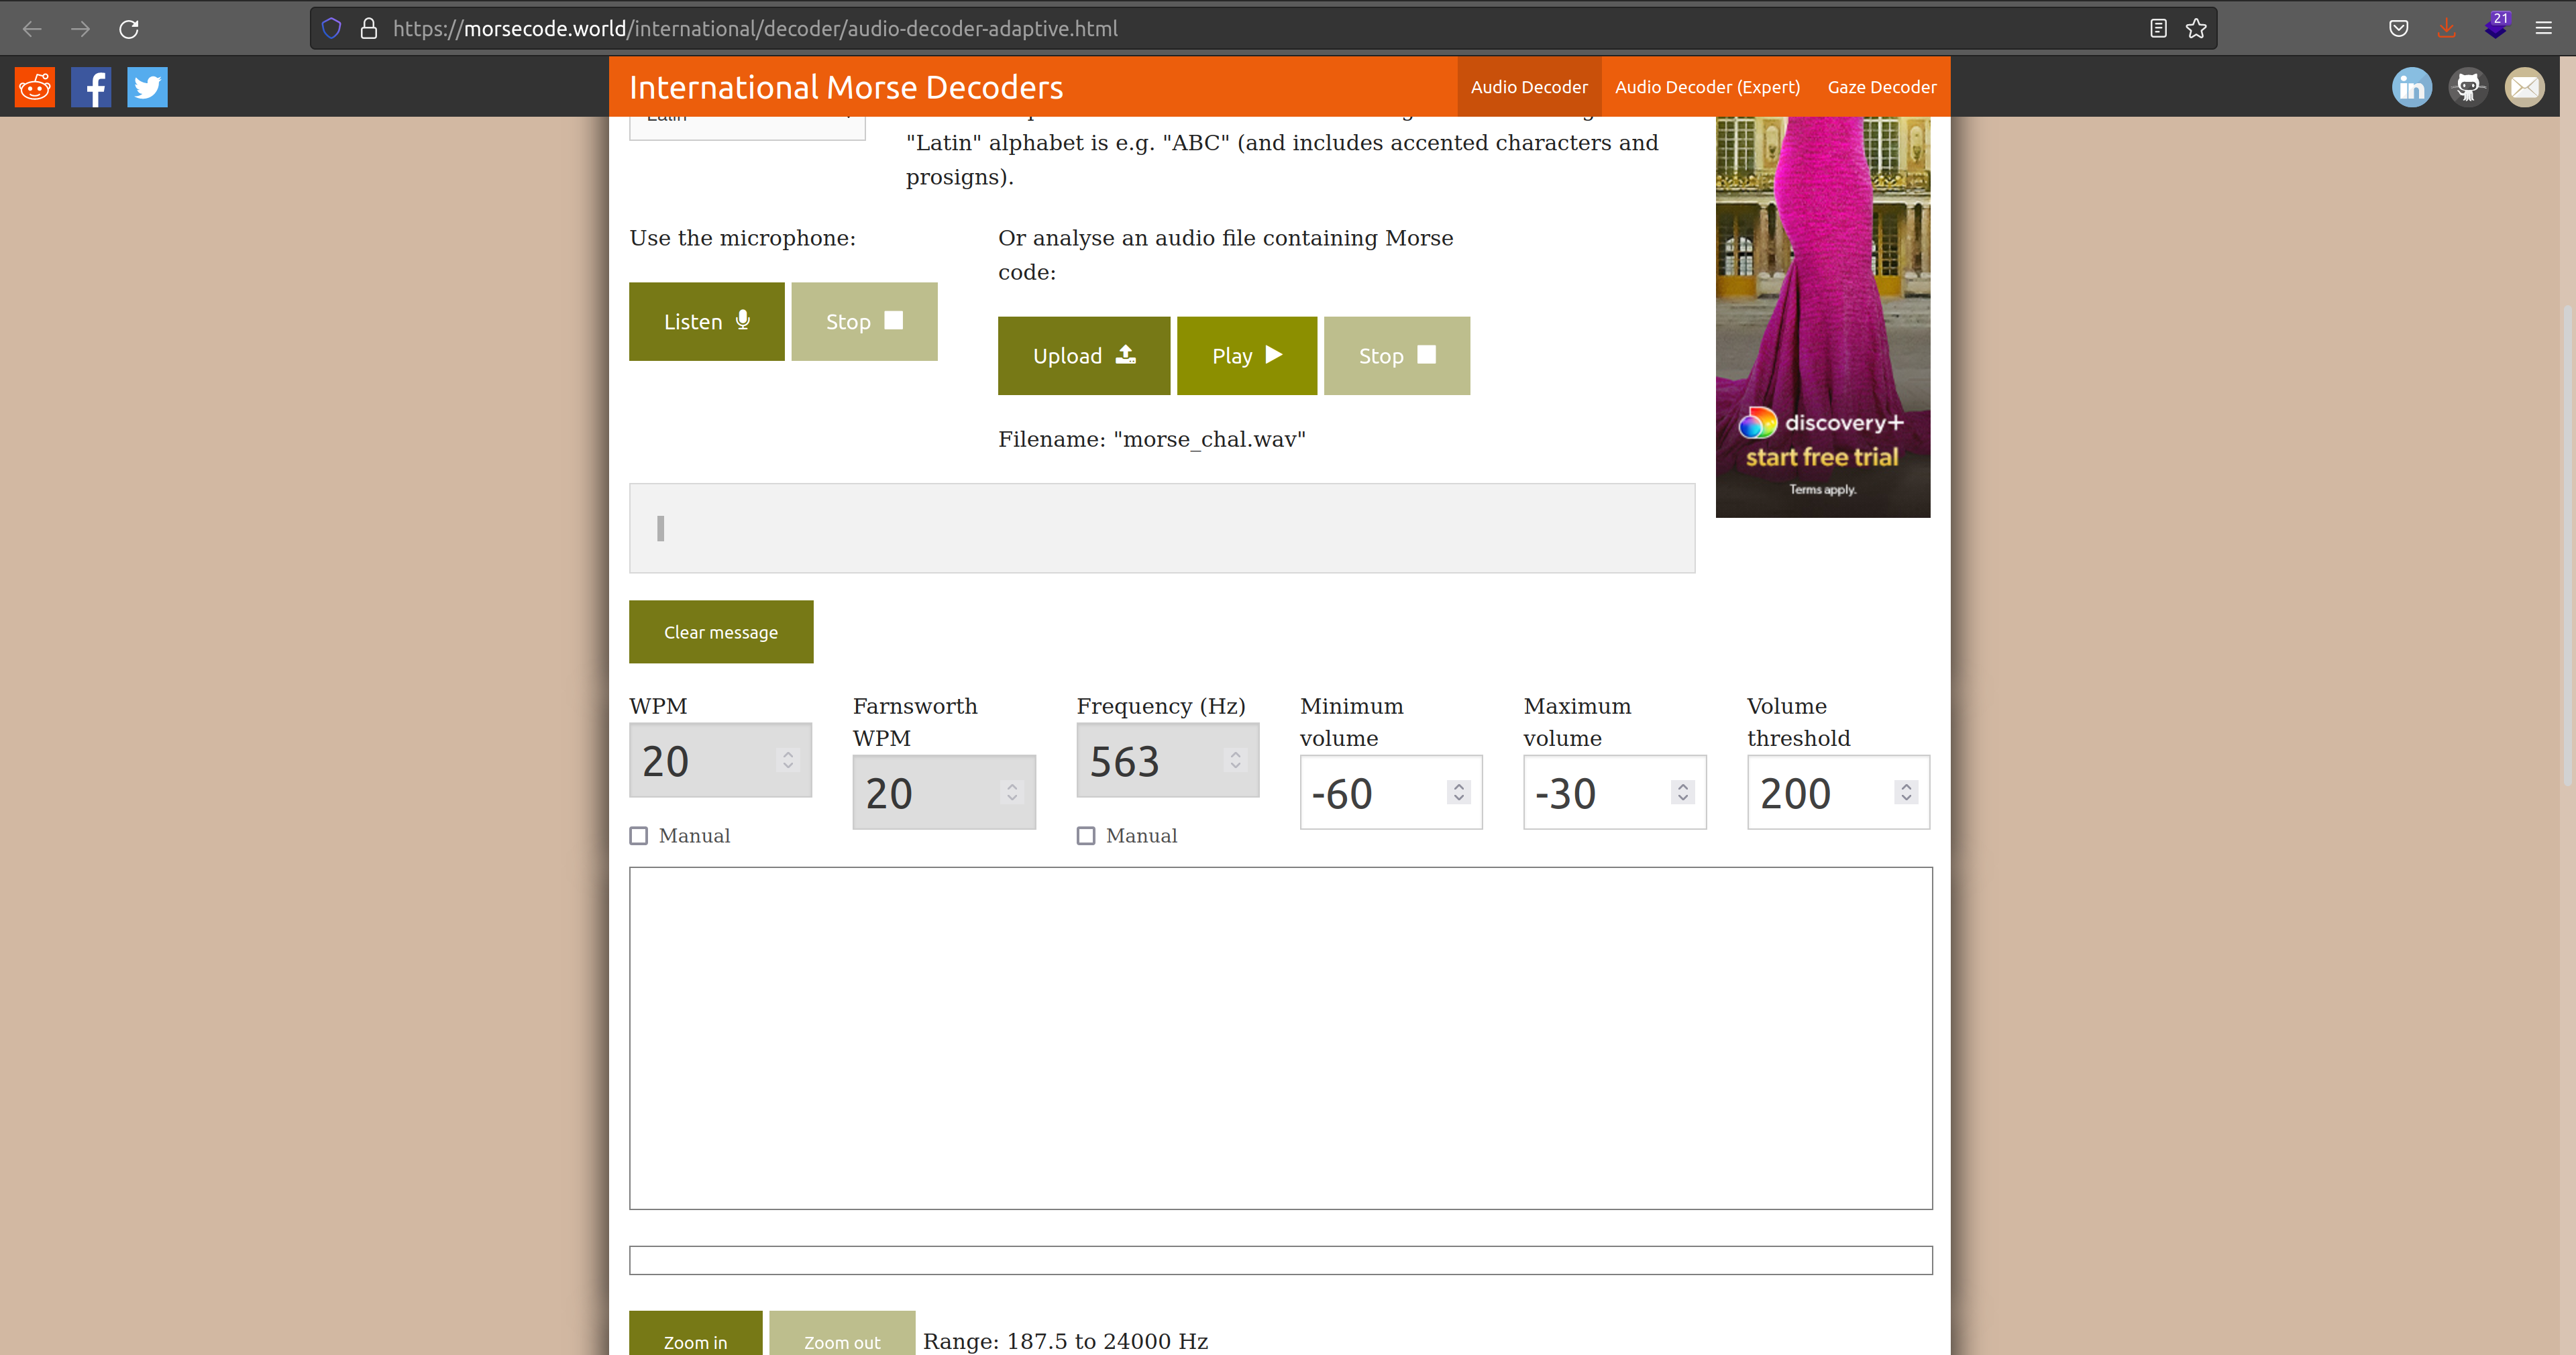 https://morsecode.world/international/decoder/audio-decoder-adaptive.html
21
International Morse Decoders
Audio Decoder
Audio Decoder (Expert)
Gaze Decoder
"Latin" alphabet is e.g. "ABC" (and includes accented characters and
prosigns).
Use the microphone:
Or analyse an audio file containing Morse
code:
Listen
Stop
Upload
Play
Stop
Filename: "morse_chal.wav"
discovery+
start free trial
Terms apply.
Clear message
WPM
Farnsworth
WPM
Frequency (Hz)
Minimum
volume
Maximum
volume
Volume
threshold
20
20
563
-60
-30
200
Manual
Manual
Zoom in
Zoom out
Range: 187.5 to 24000 Hz